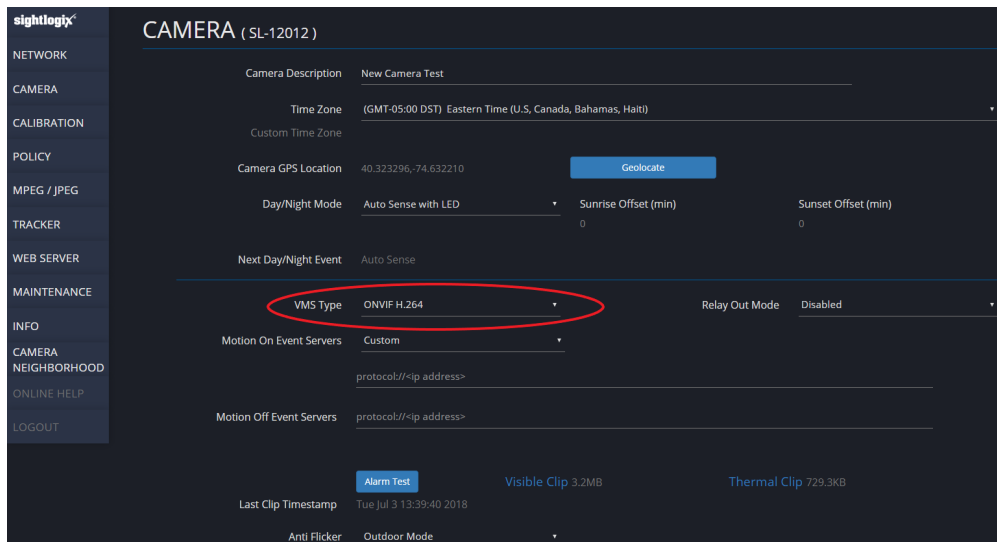 sightlogix
CAMERA ( SL-12012 )
NETWORK
CAMERA
CALIBRATION
POLICY
MPEG / JPEG
TRACKER
WEB SERVER
MAINTENANCE
INFO
CAMERA
NEIGHBORHOOD
ONLINE HELP
LOGOUT
Camera Description New Camera Test
Time Zone (GMT-05:00 DST) Eastern Time (U.S, Canada, Bahamas, Haiti)
Custom Time Zone
Camera GPS Location 40.323296,-74.632210 Geolocate
Day/Night Mode Auto Sense with LED Sunrise Offset (min) Sunset Offset (min)
0 0
Next Day/Night Event Auto Sense
VMS Type ONVIF H.264 Relay Out Mode Disabled
Motion On Event Servers Custom
protocol://<ip address>
Motion Off Event Servers protocol://<ip address>
Alarm Test Visible Clip 3.2MB Thermal Clip 729.3KB
Last Clip Timestamp Tue Jul 3 13:39:40 2018
Anti Flicker Outdoor Mode